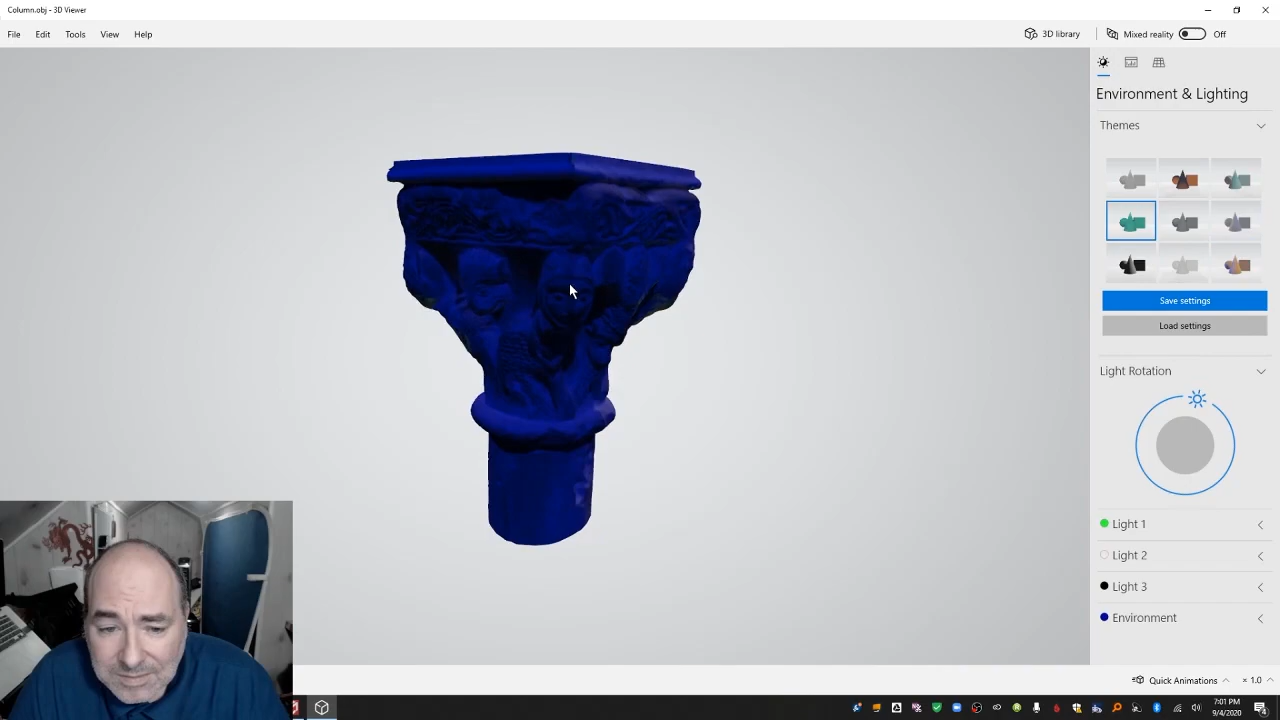 Column.obj - 3D Viewer
File Edit Tools View Help 3D library Mixed reality Off
Environment & Lighting
Themes
Save settings
Load settings
Light Rotation
Light 1
Light 2
Light 3
Environment
Quick Animations × 1.0
7:01 PM
9/4/2020